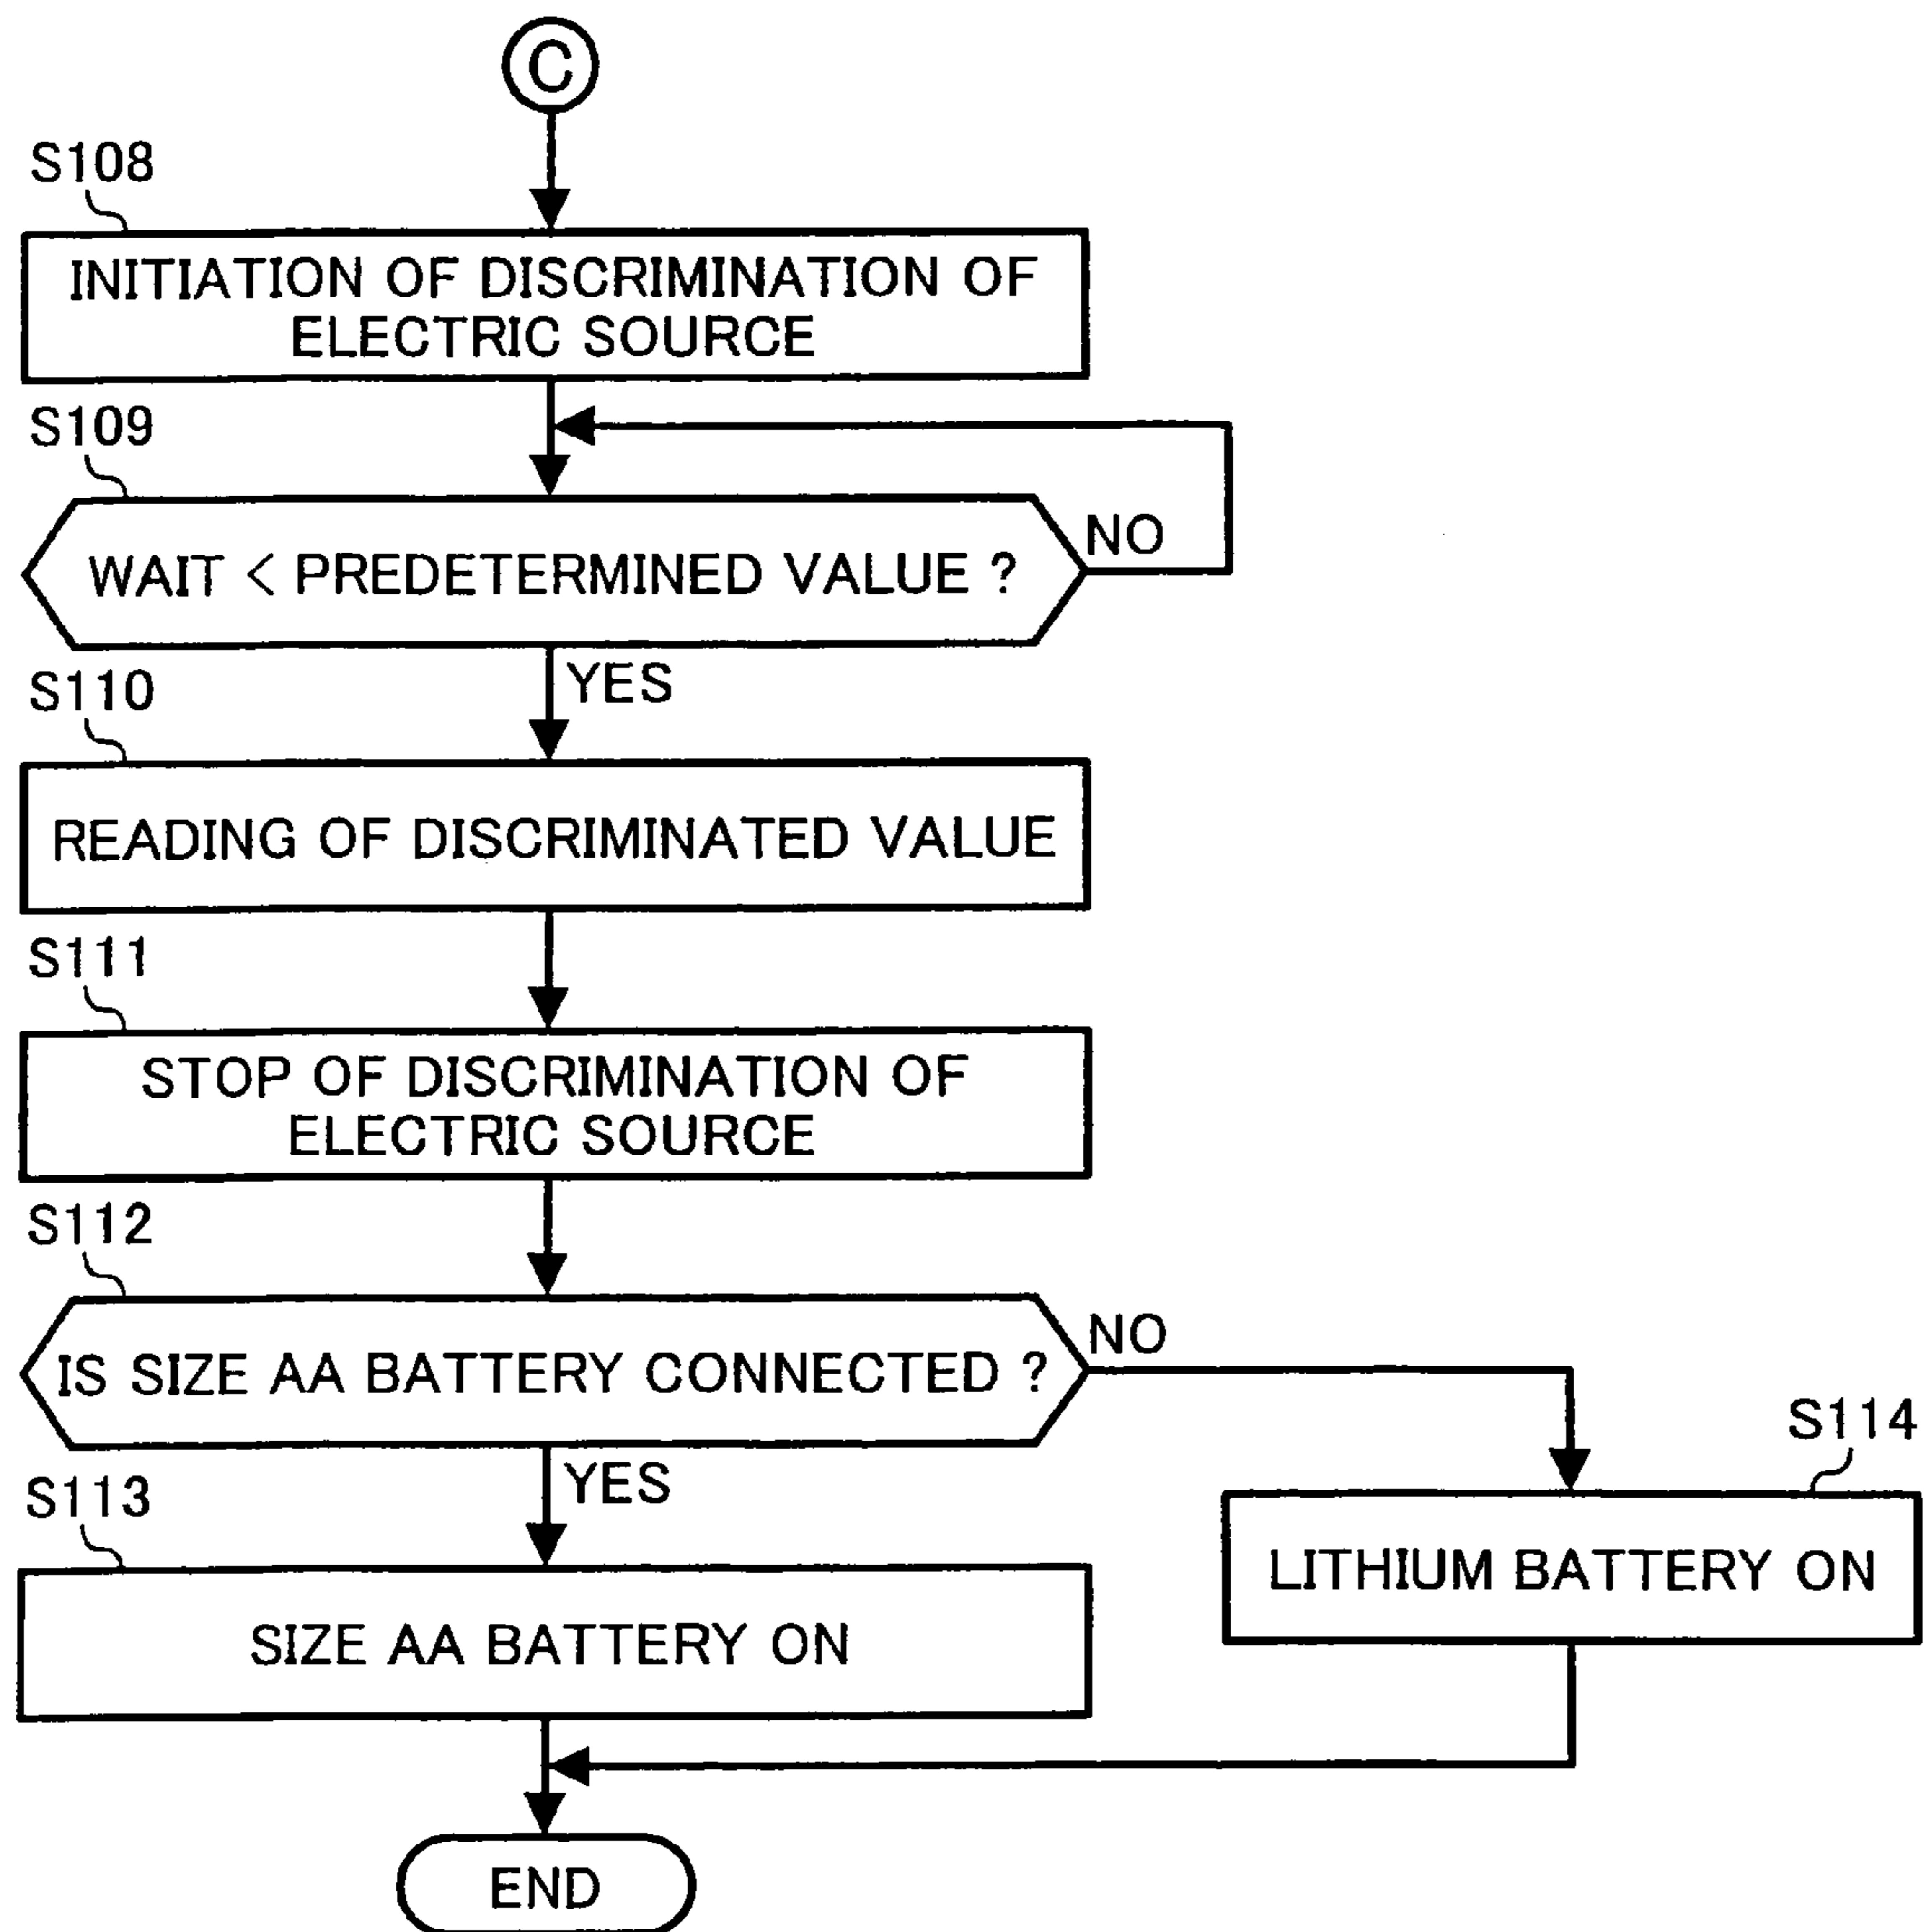 C
S108
INITIATION OF DISCRIMINATION OF
ELECTRIC SOURCE
S109
WAIT < PREDETERMINED VALUE ?
NO
YES
S110
READING OF DISCRIMINATED VALUE
S111
STOP OF DISCRIMINATION OF
ELECTRIC SOURCE
S112
IS SIZE AA BATTERY CONNECTED ?
NO
YES
S113
SIZE AA BATTERY ON
S114
LITHIUM BATTERY ON
END